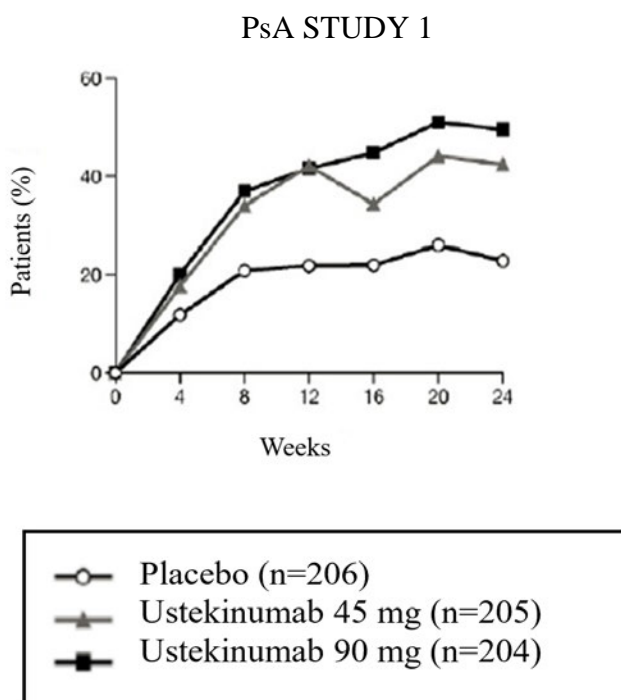 PsA STUDY 1
60
40
20
0
Patients (%)
0 4 8 12 16 20 24
Weeks
Placebo (n=206)
Ustekinumab 45 mg (n=205)
Ustekinumab 90 mg (n=204)